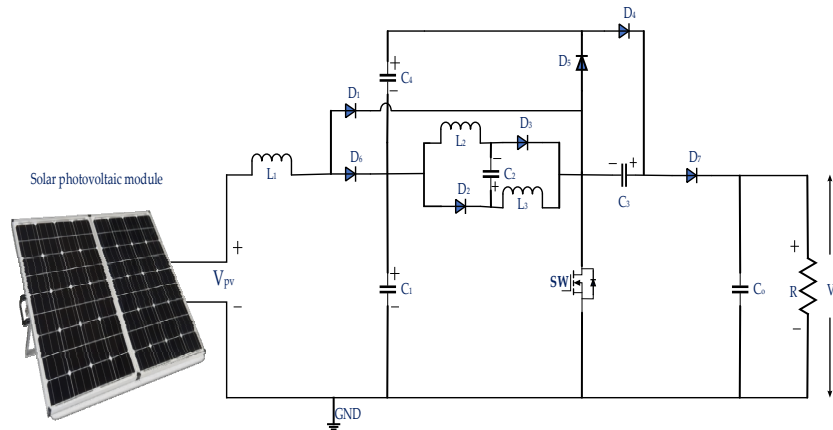 D4
D5
C4
D1
L2
D3
Solar photovoltaic module
D6
C2
D7
L1
D2
L3
C3
+
−
Vpv
C1
SW
Co
R
V
GND